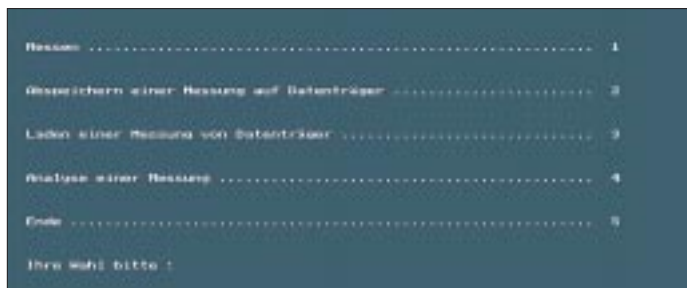 Messen ........................................................... 1
Abspeichern einer Messung auf Datenträger ....................... 2
Laden einer Messung von Datenträger ............................. 3
Analyse einer Messung ............................................ 4
Ende ............................................................. 5
Ihre Wahl bitte :